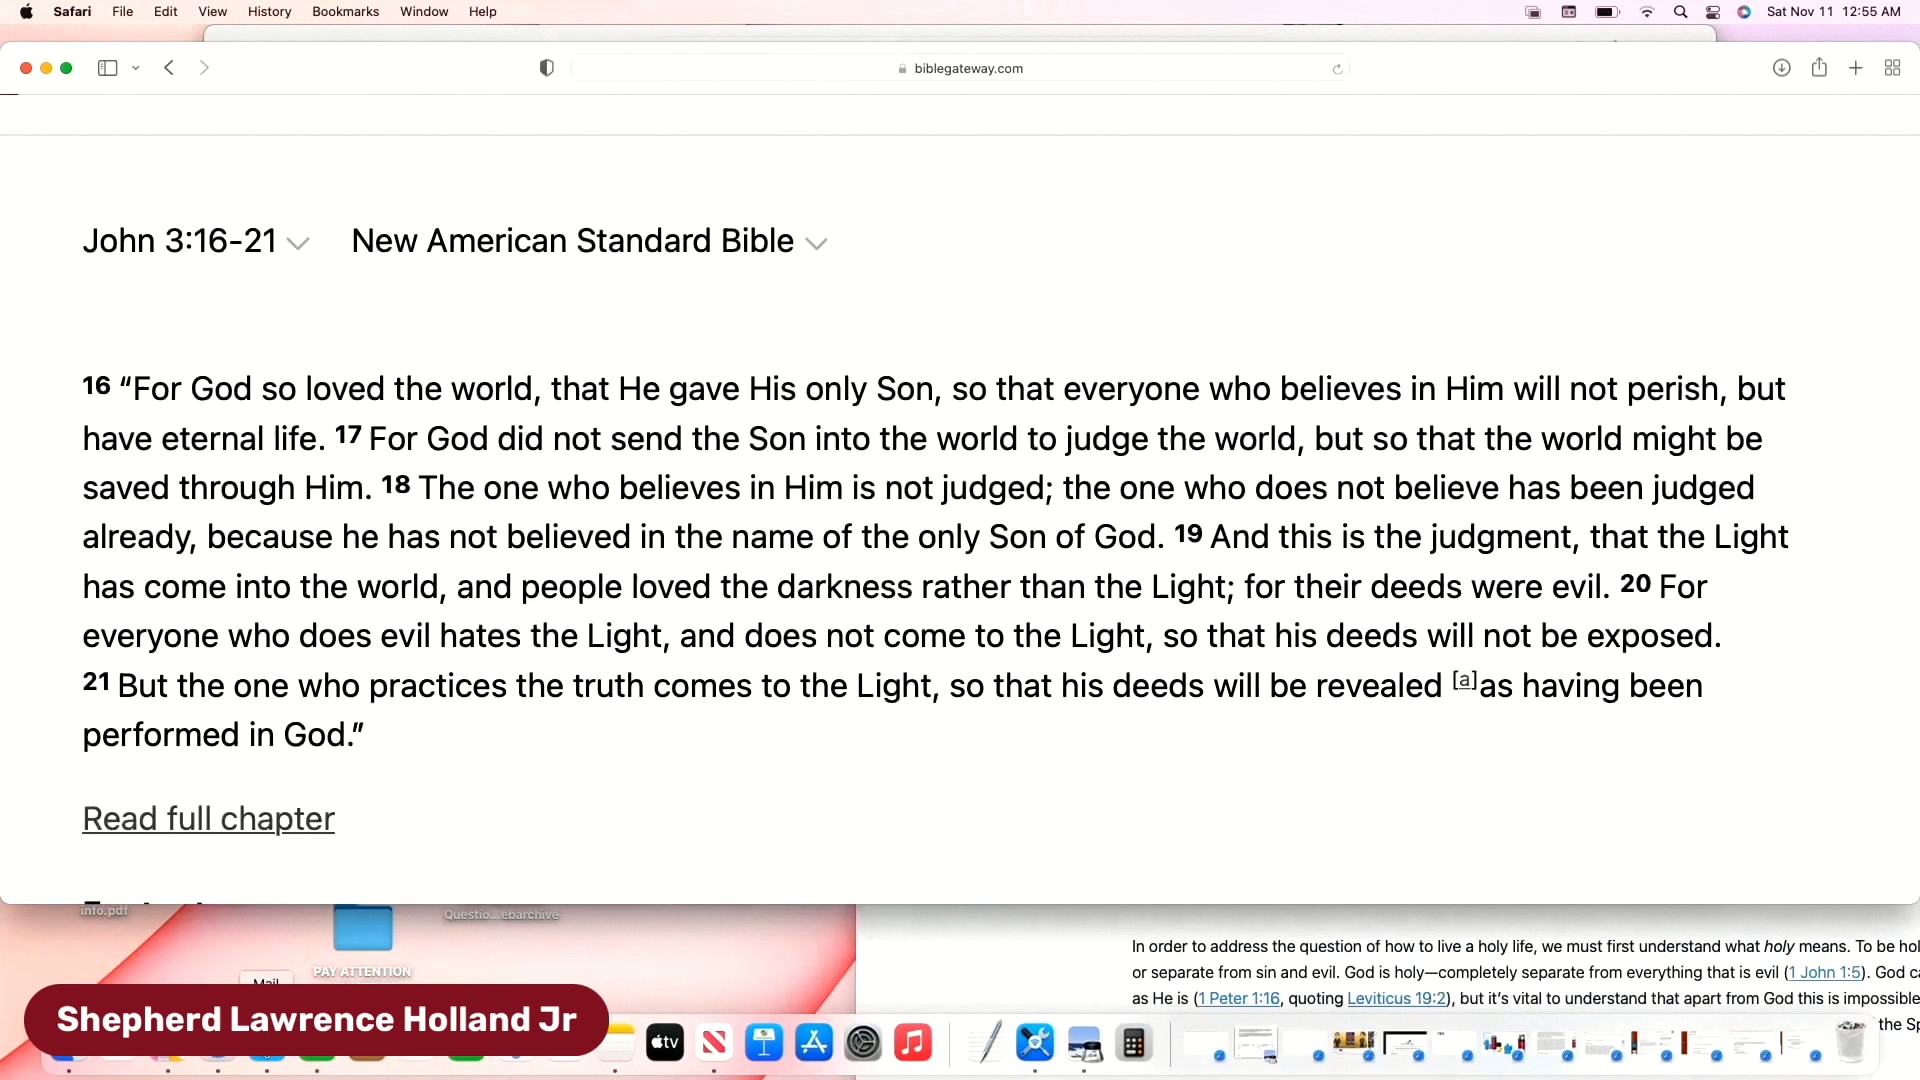 Safari File Edit View History Bookmarks Window Help Sat Nov 11 12:55 AM
biblegateway.com
John 3:16-21 New American Standard Bible
16 “For God so loved the world, that He gave His only Son, so that everyone who believes in Him will not perish, but
have eternal life. 17 For God did not send the Son into the world to judge the world, but so that the world might be
saved through Him. 18 The one who believes in Him is not judged; the one who does not believe has been judged
already, because he has not believed in the name of the only Son of God. 19 And this is the judgment, that the Light
has come into the world, and people loved the darkness rather than the Light; for their deeds were evil. 20 For
everyone who does evil hates the Light, and does not come to the Light, so that his deeds will not be exposed.
21 But the one who practices the truth comes to the Light, so that his deeds will be revealed [a]as having been
performed in God.”
Read full chapter
info.pdf
Questio...ebarchive
PAY ATTENTION
Mail
In order to address the question of how to live a holy life, we must first understand what holy means. To be
or separate from sin and evil. God is holy—completely separate from everything that is evil (1 John 1:5). God
as He is (1 Peter 1:16, quoting Leviticus 19:2), but it’s vital to understand that apart from God this is impossible
the
Shepherd Lawrence Holland Jr
tv